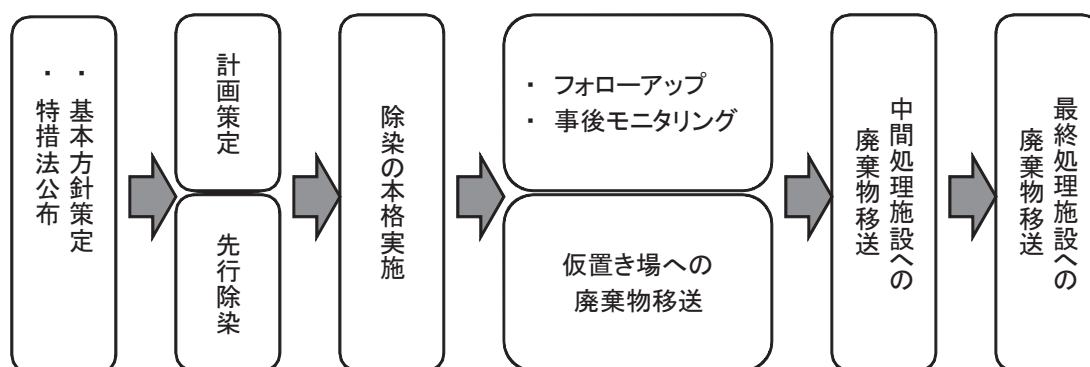 ・ 基本方針策定
・ 特措法公布
計画策定
先行除染
除染の本格実施
・ フォローアップ
・ 事後モニタリング
仮置き場への
廃棄物移送
中間処理施設への
廃棄物移送
最終処理施設への
廃棄物移送